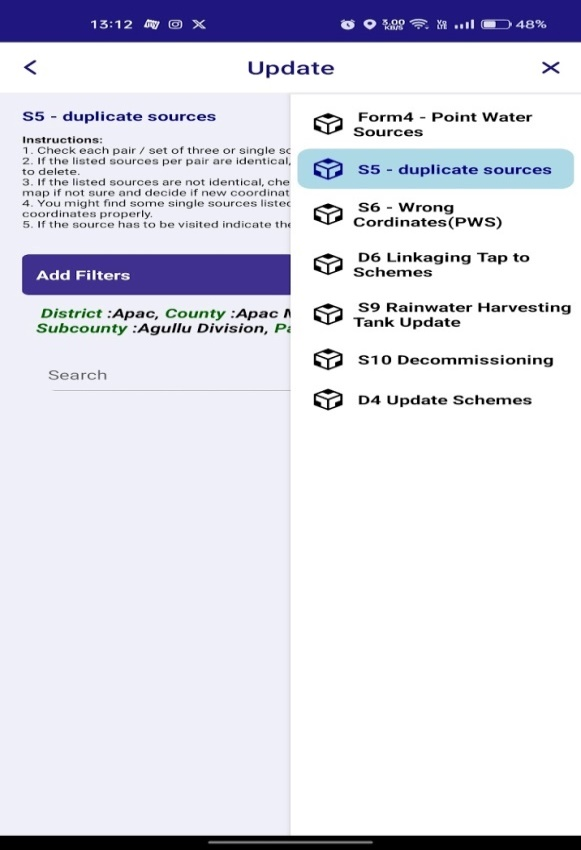 13:12
3.00
KB/S
48%
Update
S5 - duplicate sources
Instructions:
1. Check each pair / set of three or single sc
2. If the listed sources per pair are identical,
to delete.
3. If the listed sources are not identical, che
map if not sure and decide if new coordinat
4. You might find some single sources listed
coordinates properly.
5. If the source has to be visited indicate the
Add Filters
District :Apac, County :Apac M
Subcounty :Agullu Division, Pa
Search
Form4 - Point Water
Sources
S5 - duplicate sources
S6 - Wrong
Cordinates(PWS)
D6 Linkaging Tap to
Schemes
S9 Rainwater Harvesting
Tank Update
S10 Decommissioning
D4 Update Schemes